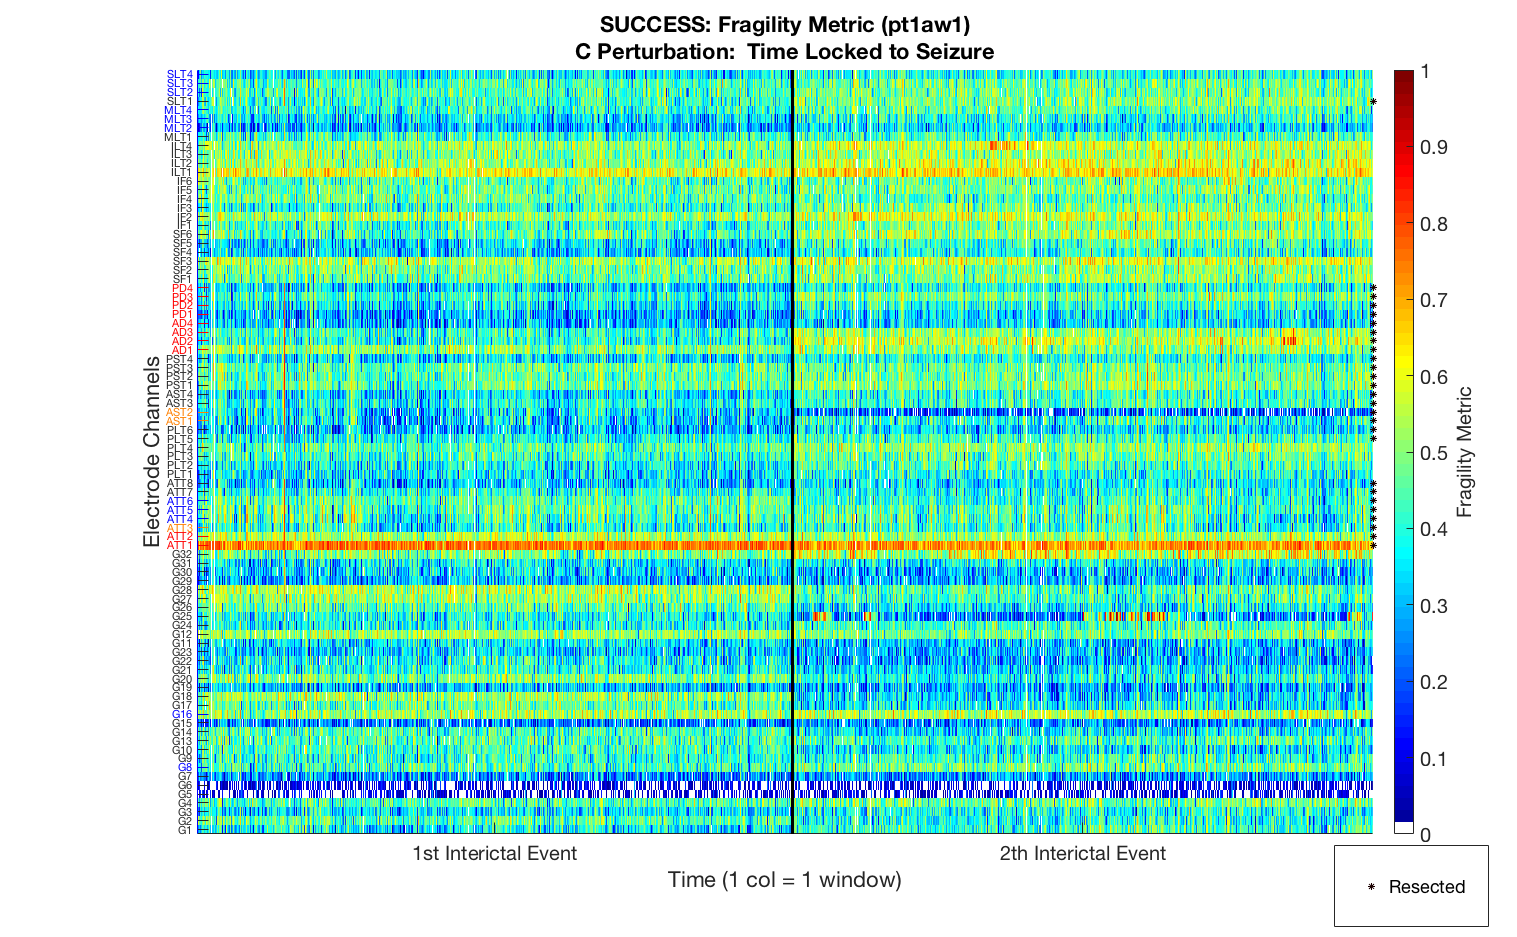 SUCCESS: Fragility Metric (pt1aw1)
C Perturbation: Time Locked to Seizure
Electrode Channels
SLT4
SLT3
SLT2
SLT1
MLT4
MLT3
MLT2
MLT1
ILT4
ILT3
ILT2
ILT1
IF6
IF5
IF4
IF3
IF2
IF1
SF6
SF5
SF4
SF3
SF2
SF1
PD4
PD3
PD2
PD1
AD4
AD3
AD2
AD1
PST4
PST3
PST2
PST1
AST4
AST3
AST2
AST1
PLT6
PLT5
PLT4
PLT3
PLT2
PLT1
ATT8
ATT7
ATT6
ATT5
ATT4
ATT3
ATT2
ATT1
G32
G31
G30
G29
G28
G27
G26
G25
G24
G12
G11
G23
G22
G21
G20
G19
G18
G17
G16
G15
G14
G13
G10
G9
G8
G7
G6
G5
G4
G3
G2
G1
1st Interictal Event
2th Interictal Event
Time (1 col = 1 window)
1
0.9
0.8
0.7
0.6
0.5
0.4
0.3
0.2
0.1
0
Fragility Metric
* Resected